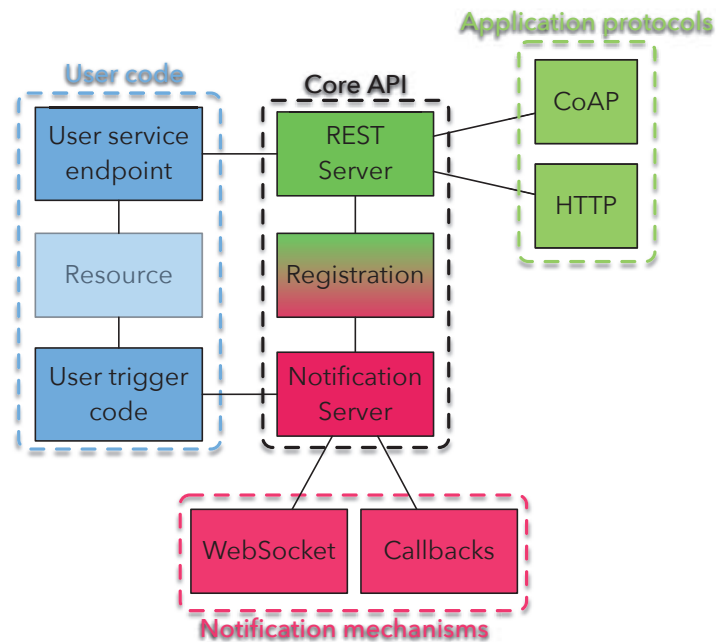 Application protocols
User code
Core API
User service
endpoint
REST
Server
CoAP
HTTP
Resource
Registration
User trigger
code
Notification
Server
WebSocket
Callbacks
Notification mechanisms